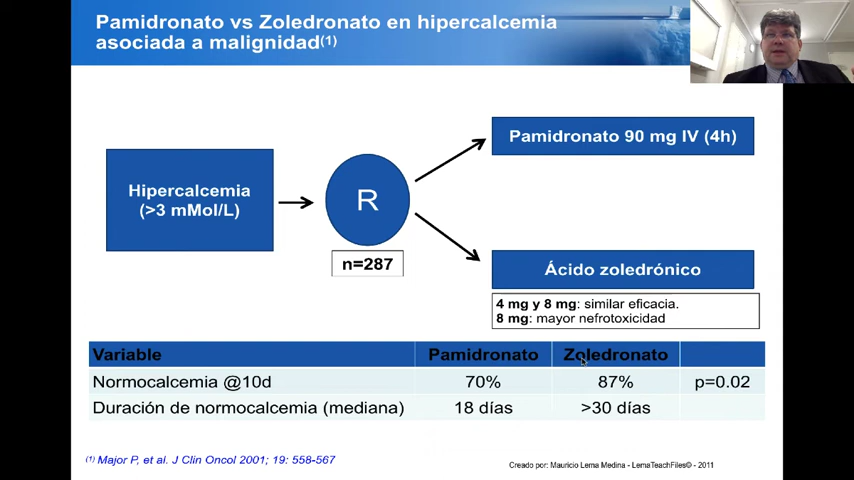 Pamidronato vs Zoledronato en hipercalcemia
asociada a malignidad(1)
Pamidronato 90 mg IV (4h)
Hipercalcemia
(>3 mMol/L)
R
n=287
Ácido zoledrónico
4 mg y 8 mg: similar eficacia.
8 mg: mayor nefrotoxicidad
Variable Pamidronato Zoledronato
Normocalcemia @10d 70% 87% p=0.02
Duración de normocalcemia (mediana) 18 días >30 días
(1) Major P, et al. J Clin Oncol 2001; 19: 558-567
Creado por: Mauricio Lema Medina - LemaTeachFiles© - 2011